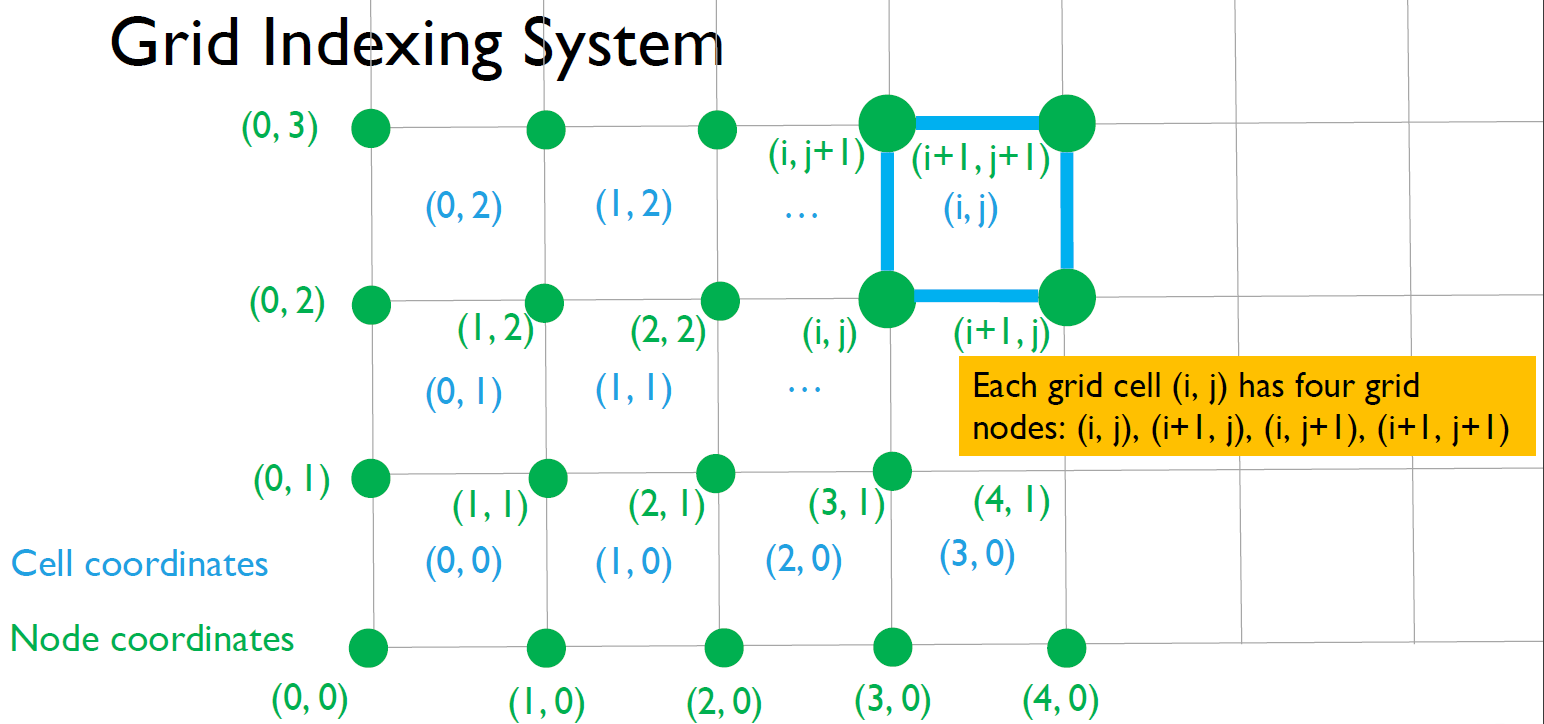 Grid Indexing System
(0, 3)
(i, j+1)
(i+1, j+1)
(0, 2)
(1, 2)
...
(i, j)
(0, 2)
(1, 2)
(2, 2)
(i, j)
(i+1, j)
(0, 1)
(1, 1)
...
Each grid cell (i, j) has four grid
nodes: (i, j), (i+1, j), (i, j+1), (i+1, j+1)
(0, 1)
(1, 1)
(2, 1)
(3, 1)
(4, 1)
Cell coordinates
(0, 0)
(1, 0)
(2, 0)
(3, 0)
Node coordinates
(0, 0)
(1, 0)
(2, 0)
(3, 0)
(4, 0)